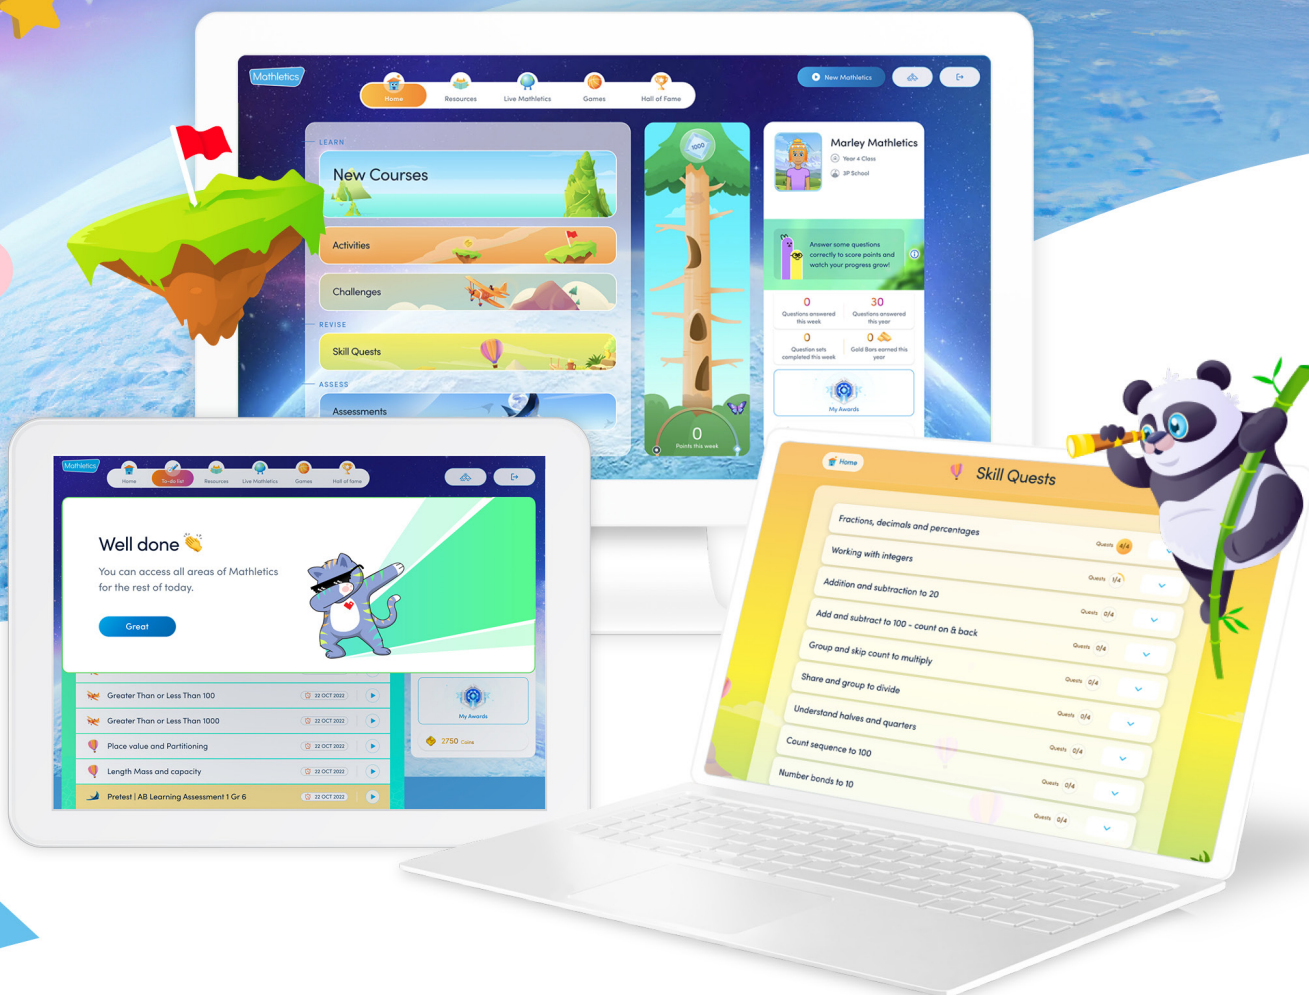 Mathletics
Home
Resources
Live Mathletics
Games
Hall of Fame
New Mathletics
LEARN
New Courses
Activities
Challenges
REVISE
Skill Quests
ASSESS
Assessments
1000
0
Points this week
Marley Mathletics
Year 4 Class
3P School
Answer some questions
correctly to score points and
watch your progress grow!
0
Questions answered
this week
30
Questions answered
this year
0
Question sets
completed this week
0
Gold Bars earned this
year
My Awards
Mathletics
Home
To-do list
Resources
Live Mathletics
Games
Hall of fame
Well done
You can access all areas of Mathletics
for the rest of today.
Great
Greater Than or Less Than 100
22 OCT 2022
Greater Than or Less Than 1000
22 OCT 2022
Place value and Partitioning
22 OCT 2022
Length Mass and capacity
22 OCT 2022
Pretest | AB Learning Assessment 1 Gr 6
22 OCT 2022
My Awards
2750 Coins
Home
Skill Quests
Fractions, decimals and percentages
Quests 4/4
Working with integers
Quests 1/4
Addition and subtraction to 20
Quests 0/4
Add and subtract to 100 - count on & back
Quests 0/4
Group and skip count to multiply
Quests 0/4
Share and group to divide
Quests 0/4
Understand halves and quarters
Quests 0/4
Count sequence to 100
Quests 0/4
Number bonds to 10
Quests 0/4